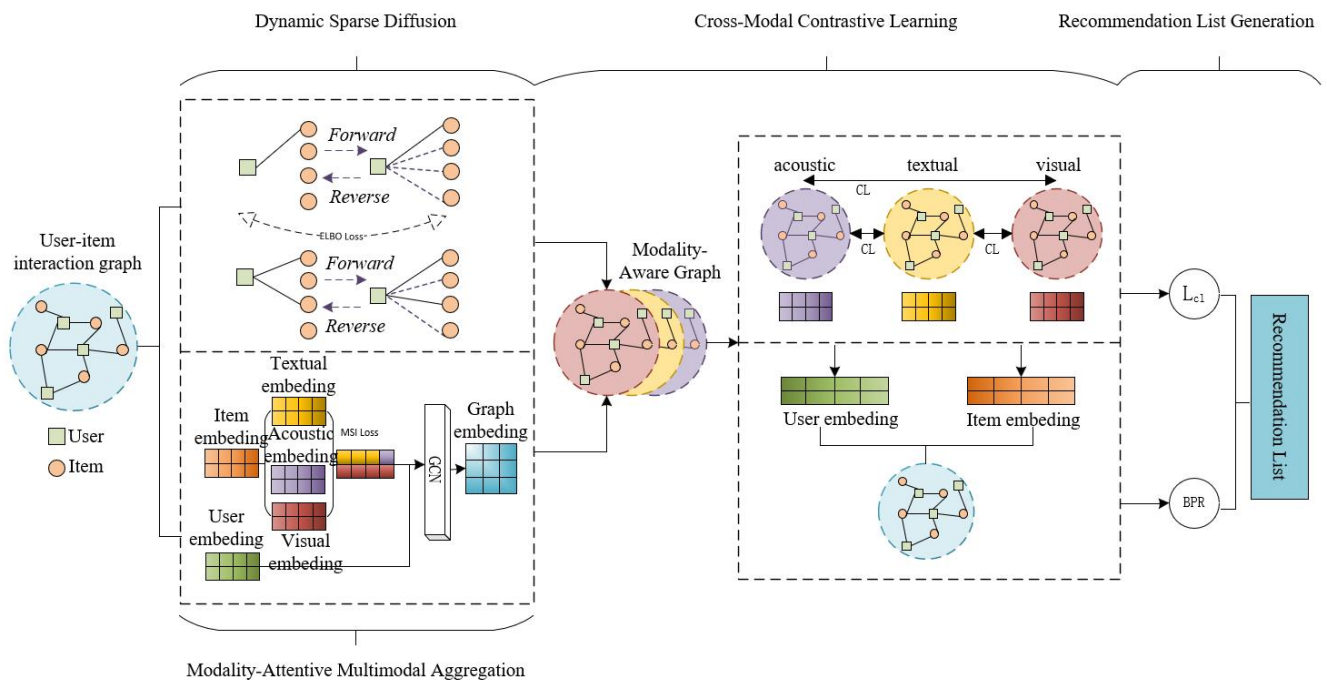 Dynamic Sparse Diffusion
Cross-Modal Contrastive Learning
Recommendation List Generation
Forward
Reverse
ELBO Loss
Forward
Reverse
User-item
interaction graph
User
Item
Textual
embeding
Item
embeding
Acoustic
embeding
MSI Loss
User
embeding
Visual
embeding
GCN
Graph
embeding
Modality-Attentive Multimodal Aggregation
Modality-
Aware Graph
acoustic
textual
visual
CL
CL
CL
User embeding
Item embeding
Lcl
BPR
Recommendation List